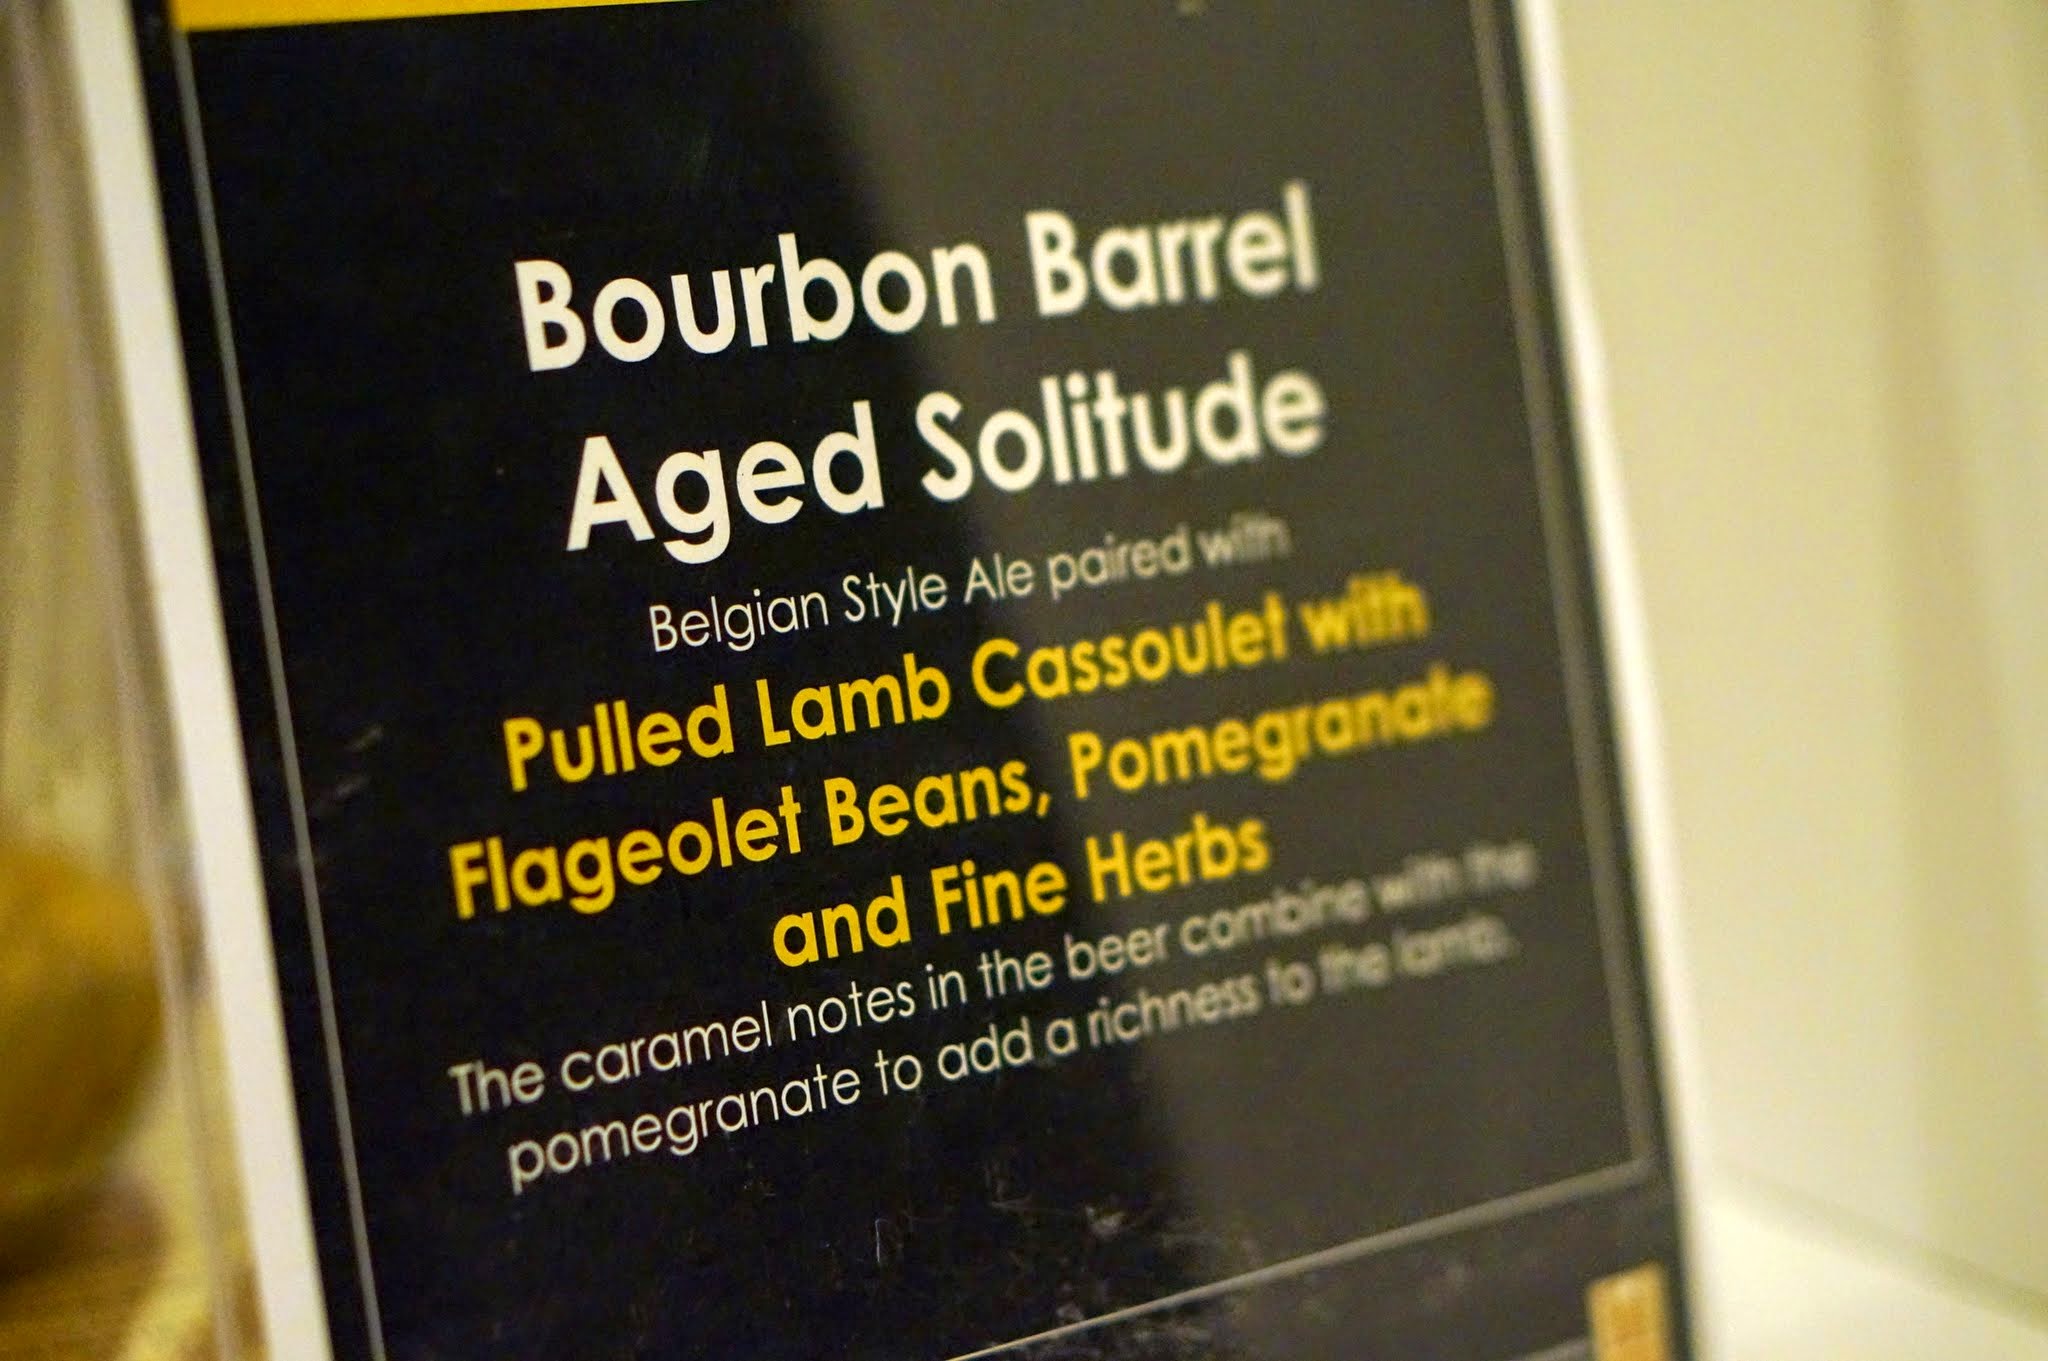 Bourbon Barrel
Aged Solitude
Belgian Style Ale paired with
Pulled Lamb Cassoulet with
Flageolet Beans, Pomegranate
and Fine Herbs
The caramel notes in the beer combine with the
pomegranate to add a richness to the lamb.